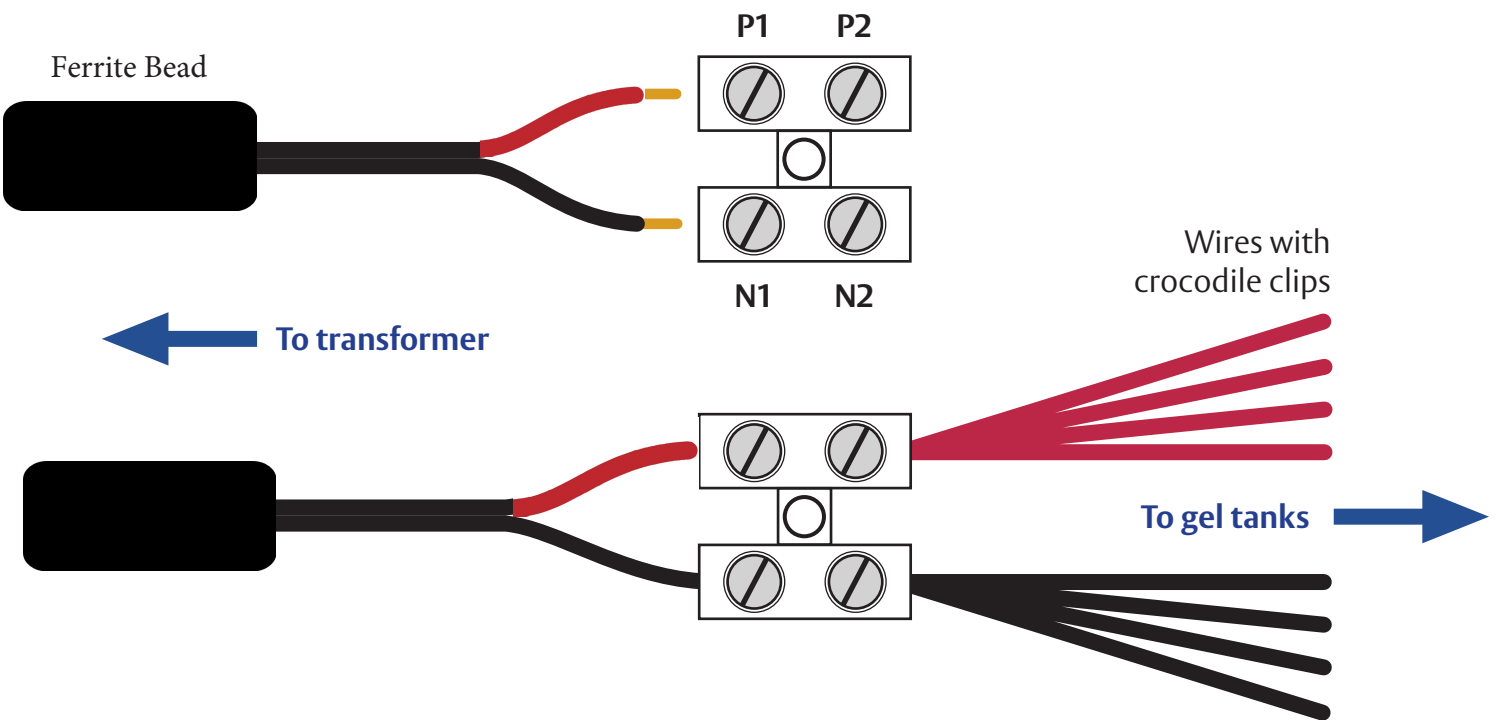 P1 P2
Ferrite Bead
N1 N2
Wires with
crocodile clips
To transformer
To gel tanks